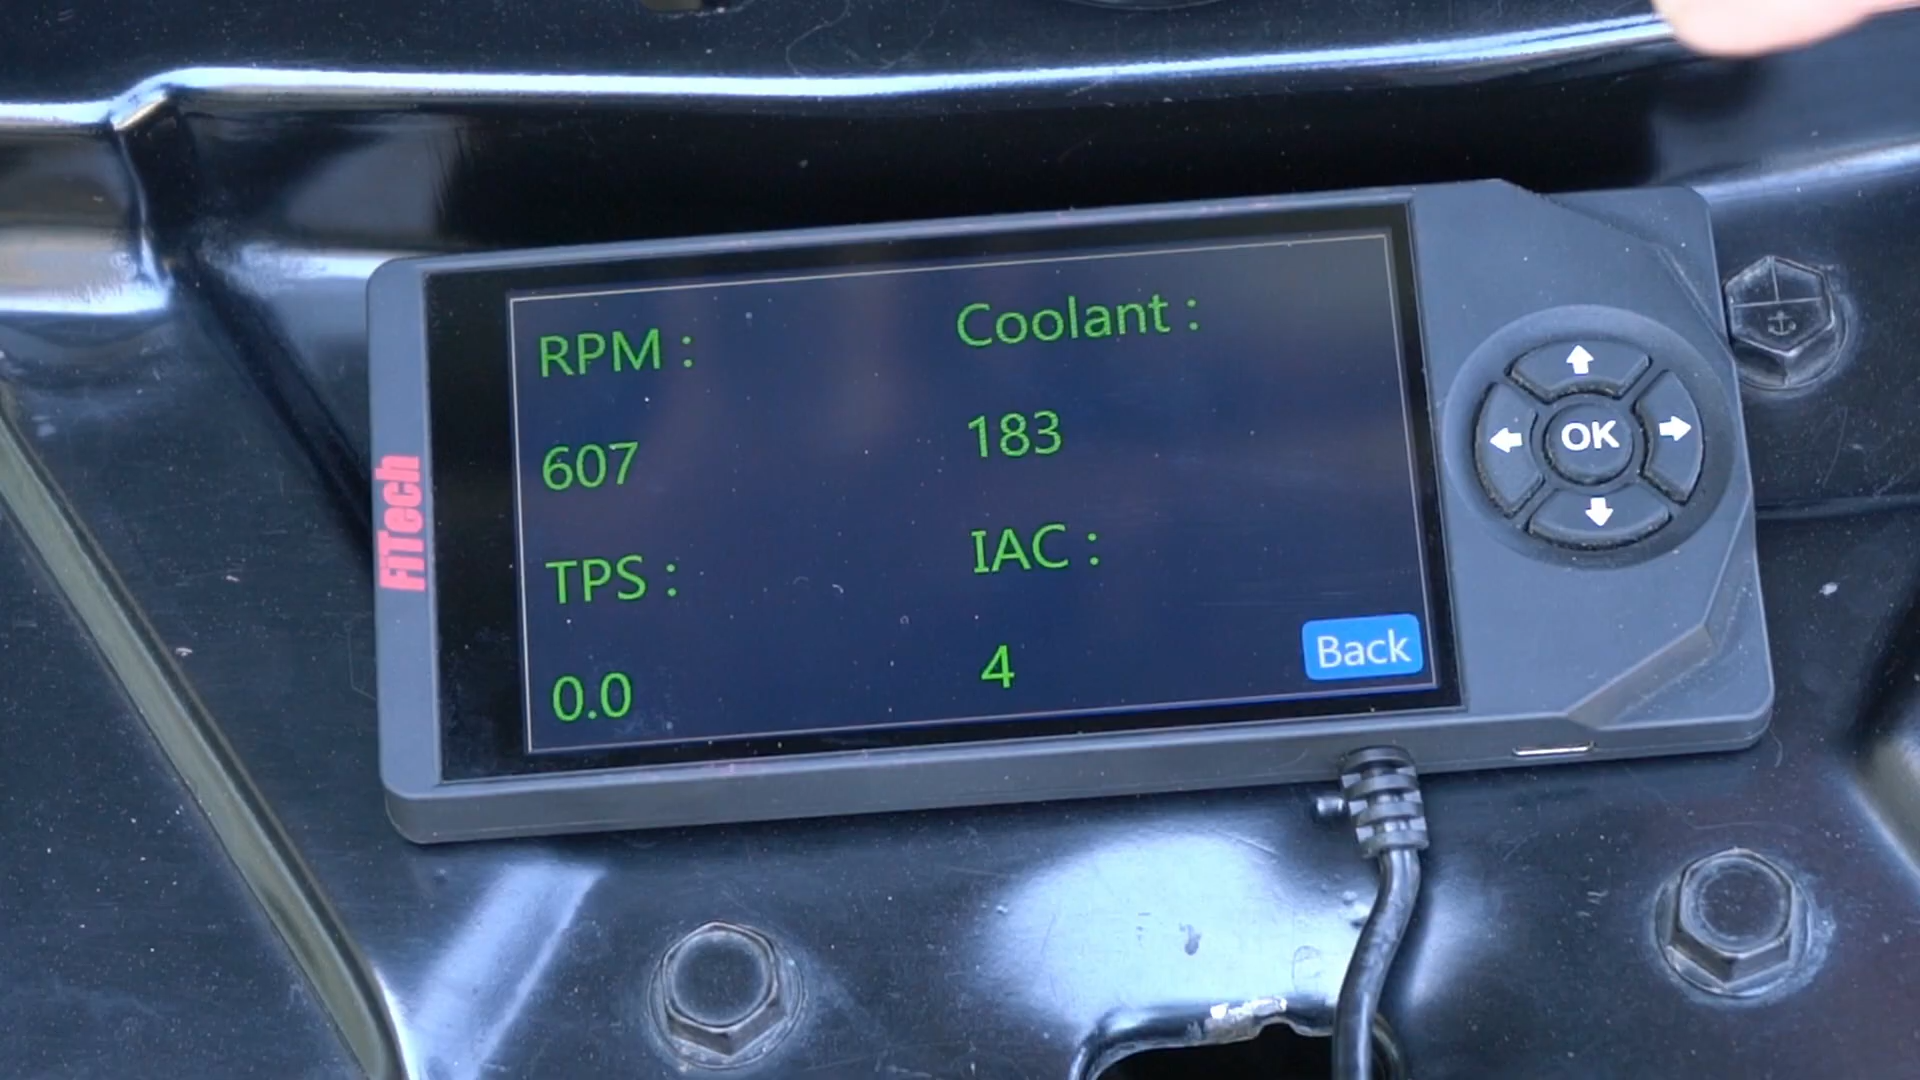 RPM :
Coolant :
607
183
TPS :
IAC :
0.0
4
Back
OK
FiTech